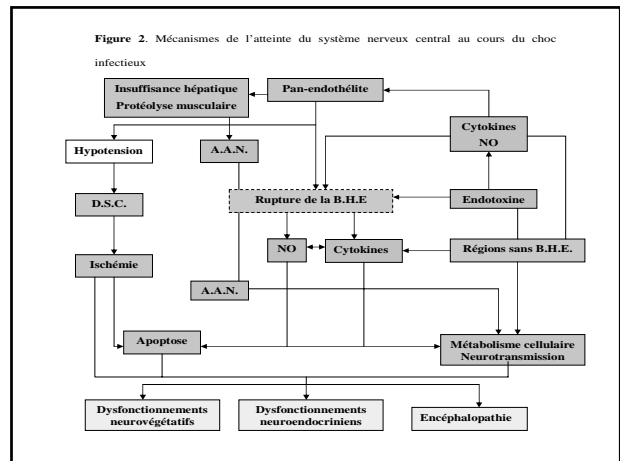 Figure 2. Mécanismes de l'atteinte du système nerveux central au cours du choc
infectieux
Insuffisance hépatique
Protéolyse musculaire
Pan-endothélite
Cytokines
NO
Hypotension
A.A.N.
D.S.C.
Rupture de la B.H.E
Endotoxine
NO
Cytokines
Régions sans B.H.E.
Ischémie
A.A.N.
Apoptose
Métabolisme cellulaire
Neurotransmission
Dysfonctionnements
neurovégétatifs
Dysfonctionnements
neuroendocriniens
Encéphalopathie